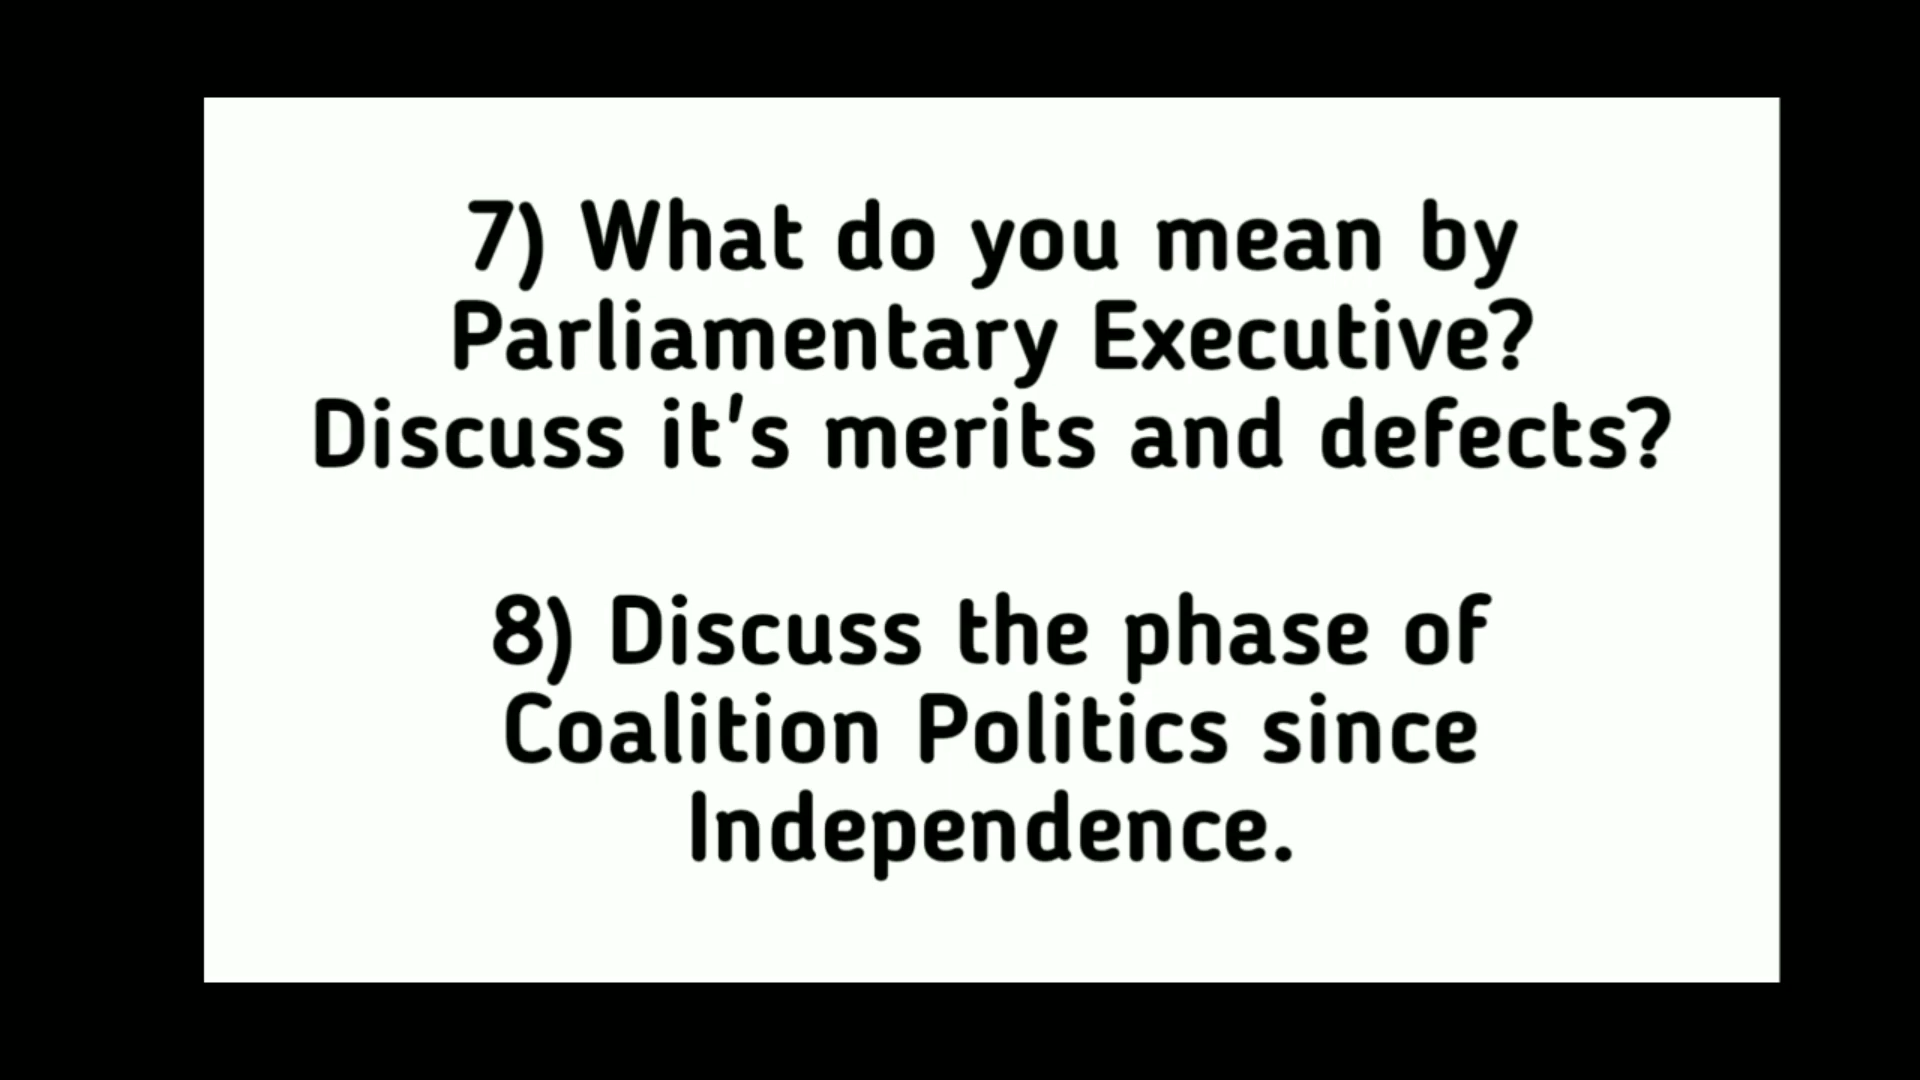 7) What do you mean by
Parliamentary Executive?
Discuss it's merits and defects?
8) Discuss the phase of
Coalition Politics since
Independence.